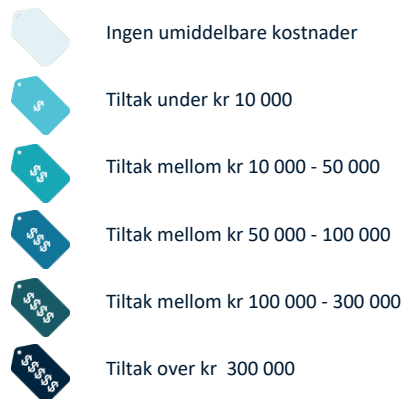 Ingen umiddelbare kostnader
$ Tiltak under kr 10 000
$$ Tiltak mellom kr 10 000 - 50 000
$$$ Tiltak mellom kr 50 000 - 100 000
$$$$ Tiltak mellom kr 100 000 - 300 000
$$$$$ Tiltak over kr  300 000